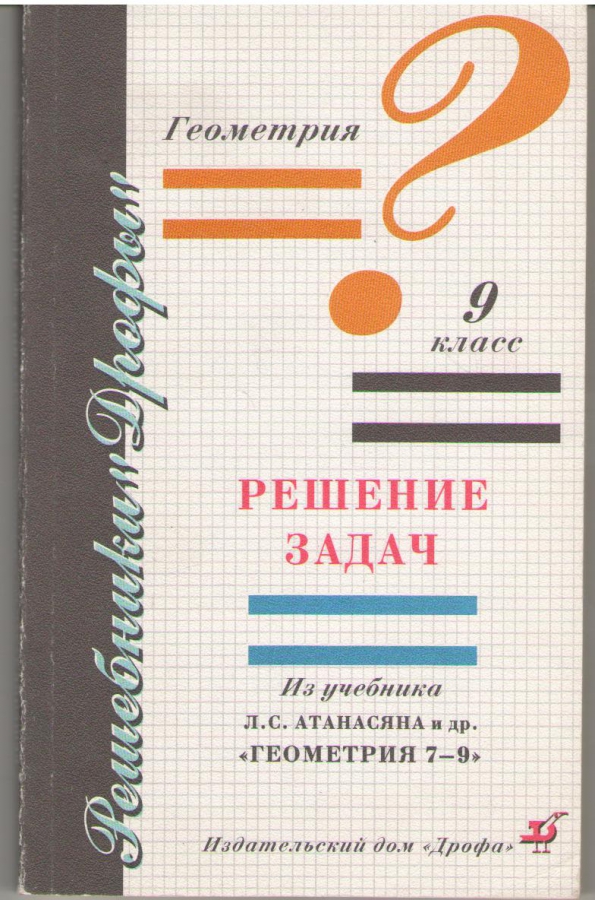 Геометрия
?
9
класс
РЕШЕНИЕ
ЗАДАЧ
Из учебника
Л.С. АТАНАСЯНА и др.
«ГЕОМЕТРИЯ 7–9»
Издательский дом «Дрофа»
Решебники "Дрофы"